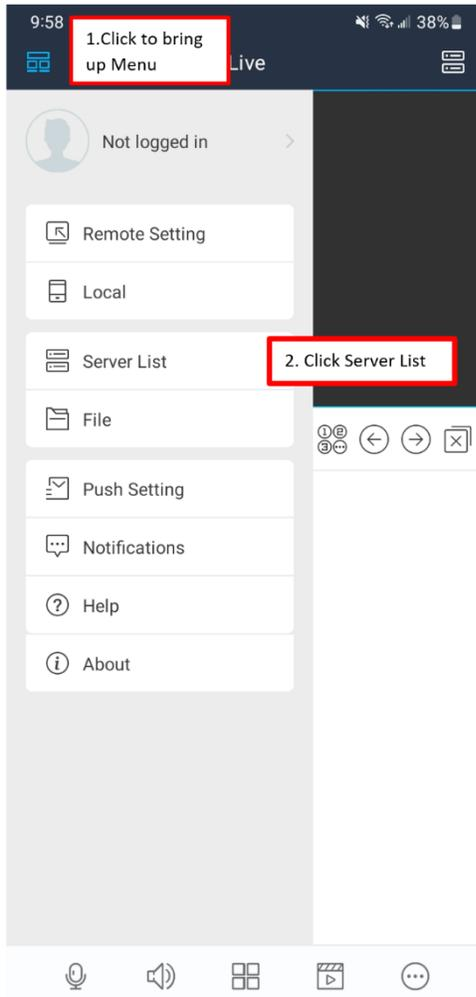 9:58
38%
1.Click to bring
up Menu
Live
Not logged in
Remote Setting
Local
Server List
2. Click Server List
File
Push Setting
Notifications
Help
About